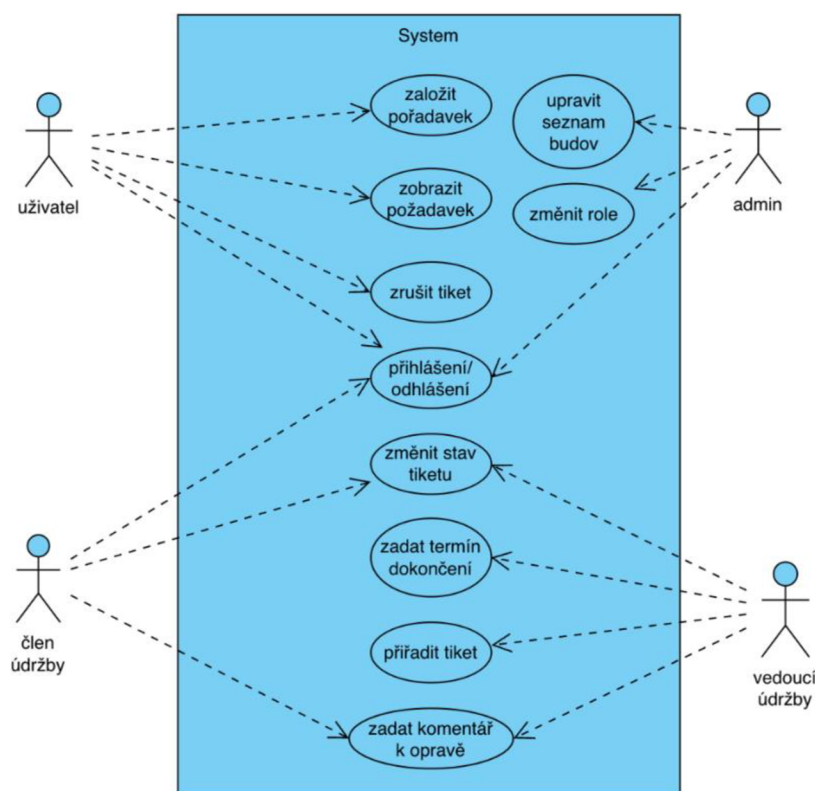 System
založit
pořadavek
upravit
seznam
budov
uživatel
zobrazit
požadavek
změnit role
admin
zrušit tiket
přihlášení/
odhlášení
změnit stav
tiketu
zadat termín
dokončení
člen
údržby
přiřadit tiket
vedoucí
údržby
zadat komentář
k opravě